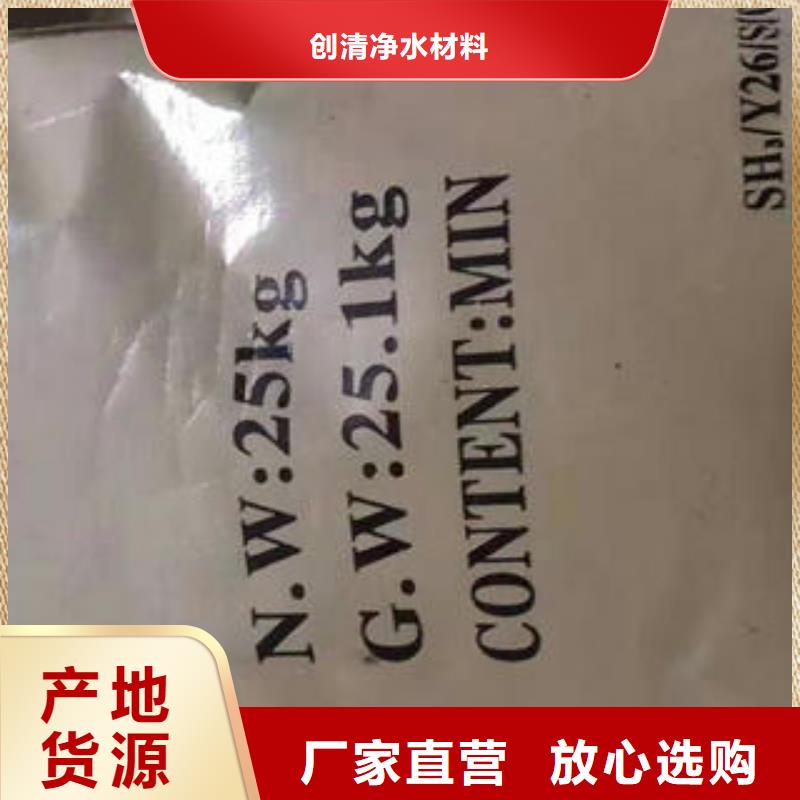 创清净水材料
N.W:25kg
G.W:25.1kg
CONTENT:MIN
产地
货源
厂家直营 放心选购